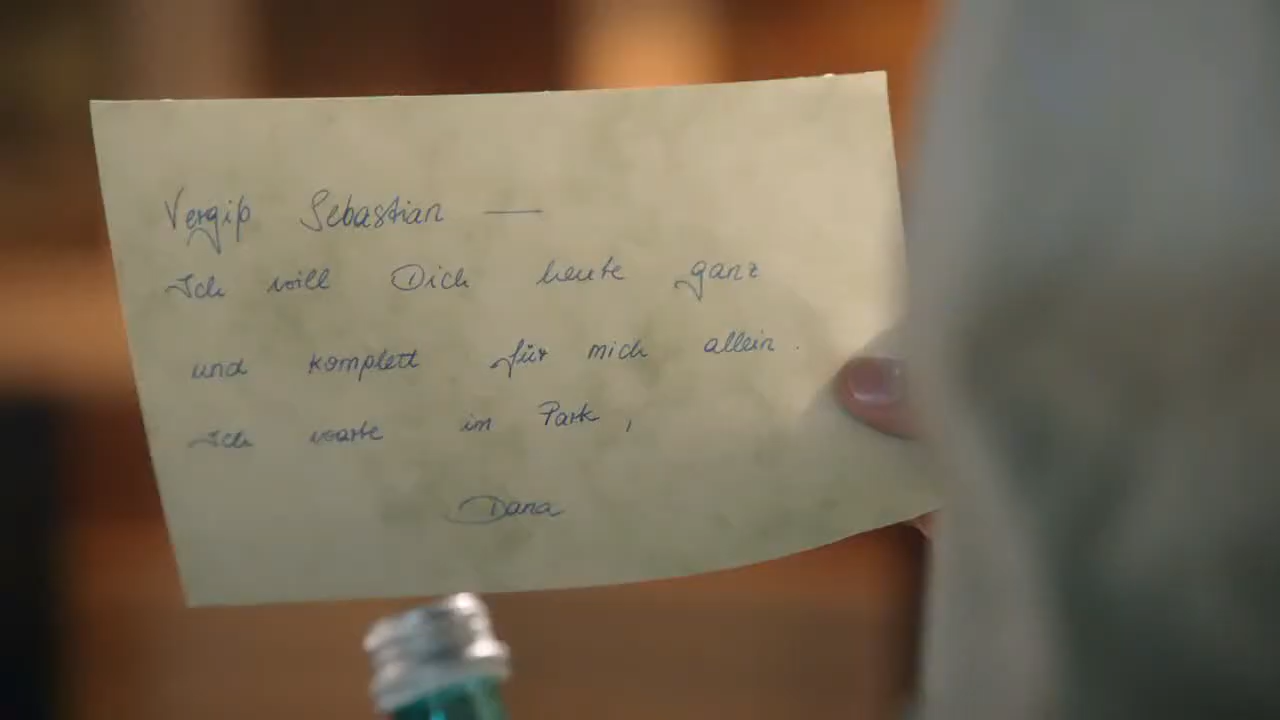 Vergiß Sebastian —
Ich will Dich heute ganz
und komplett für mich allein.
Ich warte im Park,
Dana